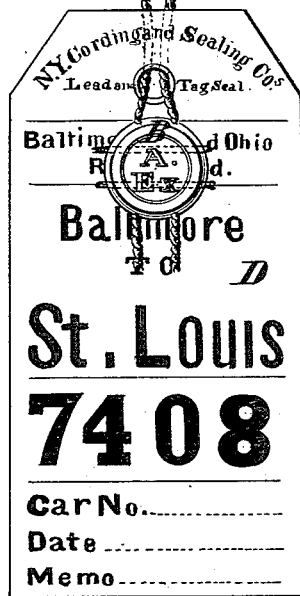 N.Y. Cording and Sealing Co's
Lead and Tag Seal.
B
Baltimo d Ohio
A.
R d.
Ex
Baltimore
TO
D
St. Louis
7408
Car No.
Date
Memo